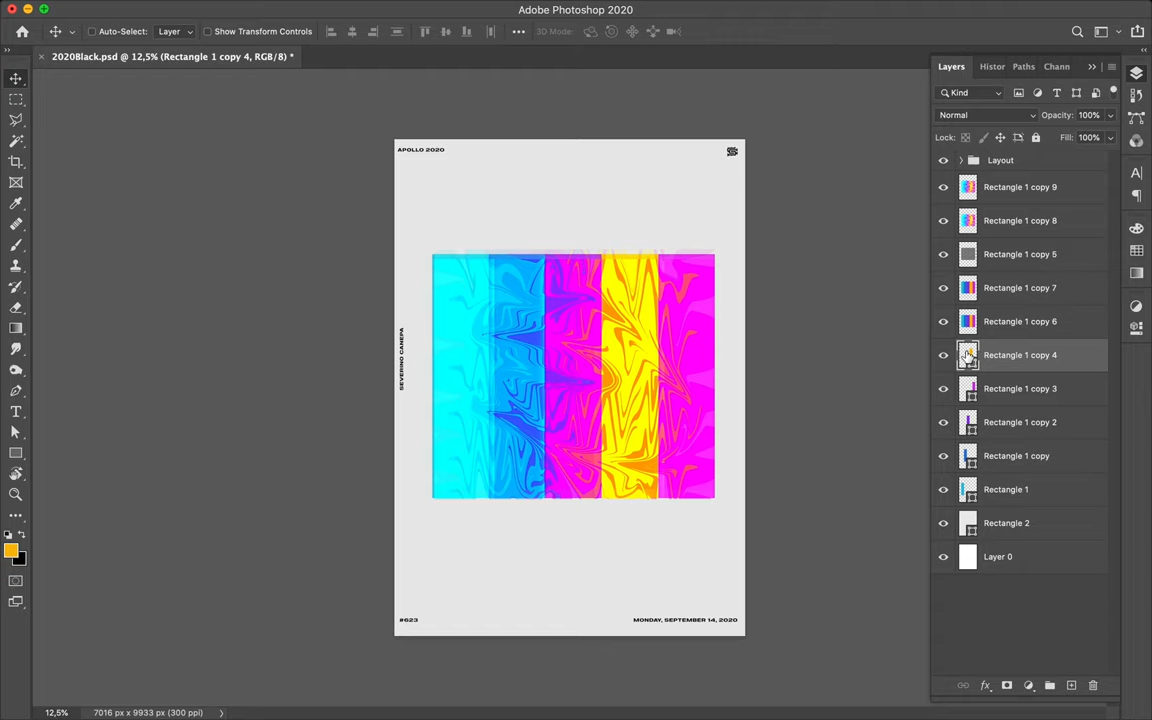 Adobe Photoshop 2020
Auto-Select: Layer Show Transform Controls 3D Mode:
2020Black.psd @ 12,5% (Rectangle 1 copy 4, RGB/8) *
Layers Histor Paths Chann
Kind
Normal Opacity: 100%
Lock: Fill: 100%
Layout
Rectangle 1 copy 9
Rectangle 1 copy 8
Rectangle 1 copy 5
Rectangle 1 copy 7
Rectangle 1 copy 6
Rectangle 1 copy 4
Rectangle 1 copy 3
Rectangle 1 copy 2
Rectangle 1 copy
Rectangle 1
Rectangle 2
Layer 0
APOLLO 2020
SEVERINO CANEPA
#623 MONDAY, SEPTEMBER 14, 2020
12,5% 7016 px x 9933 px (300 ppi)